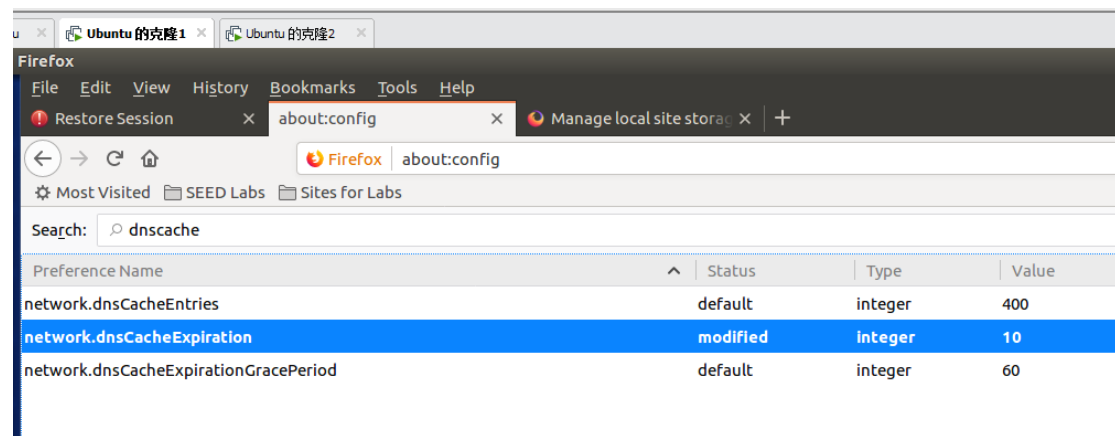 u Ubuntu 的克隆1 Ubuntu 的克隆2
Firefox
File Edit View History Bookmarks Tools Help
Restore Session about:config Manage local site storag
Firefox about:config
Most Visited SEED Labs Sites for Labs
Search: dnscache
Preference Name Status Type Value
network.dnsCacheEntries default integer 400
network.dnsCacheExpiration modified integer 10
network.dnsCacheExpirationGracePeriod default integer 60